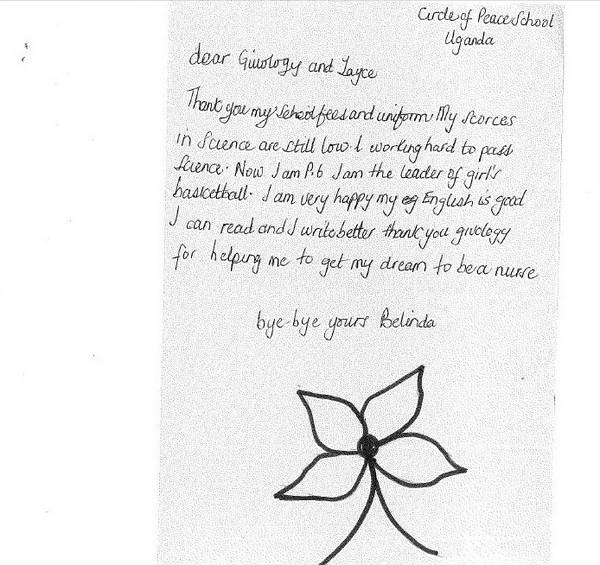 Circle of Peace School
Uganda
dear Givology and Jayce
Thank you my School fees and uniform. My scorces
in Science are still low. I working hard to pass
Science. Now I am P.6 I am the leader of girl's
basketball. I am very happy my eg English is good
I can read and I write better thank you givology
for helping me to get my dream to be a nurse
bye-bye yours Belinda